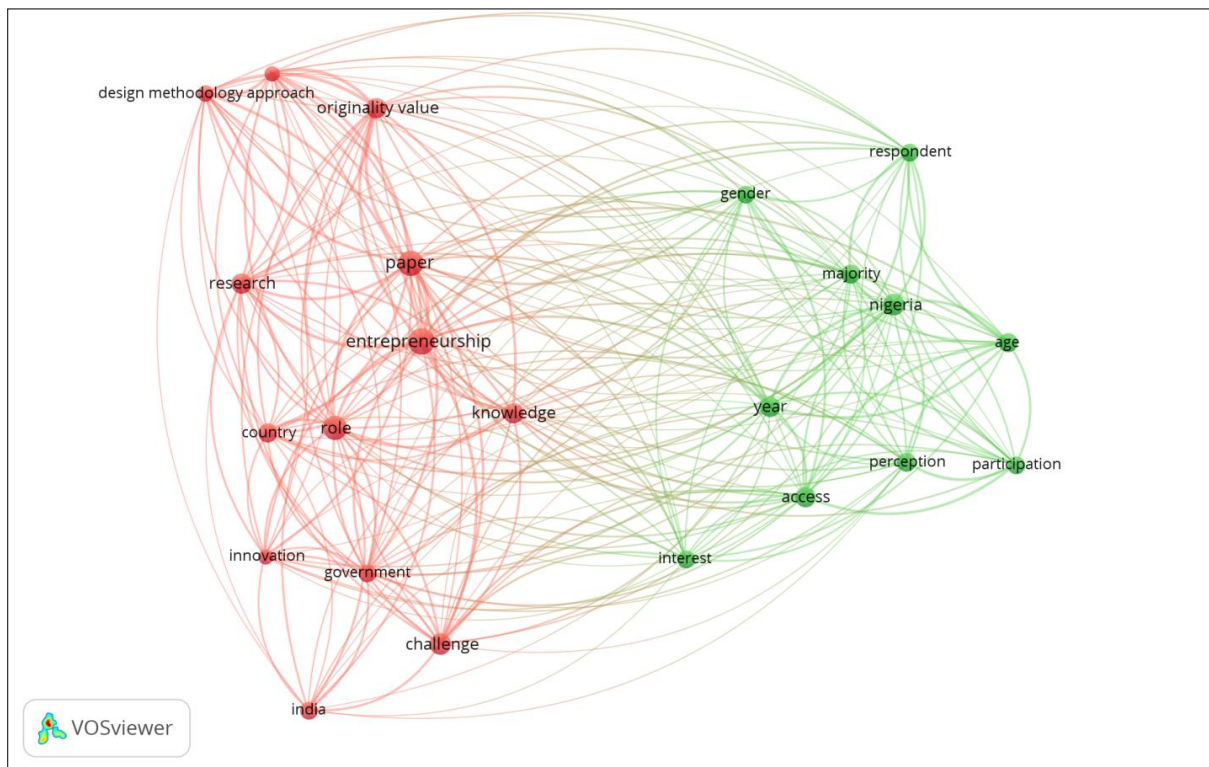 design methodology approach
originality value
respondent
gender
paper
majority
research
nigeria
entrepreneurship
age
year
knowledge
country
role
perception
participation
access
innovation
interest
government
challenge
india
VOSviewer